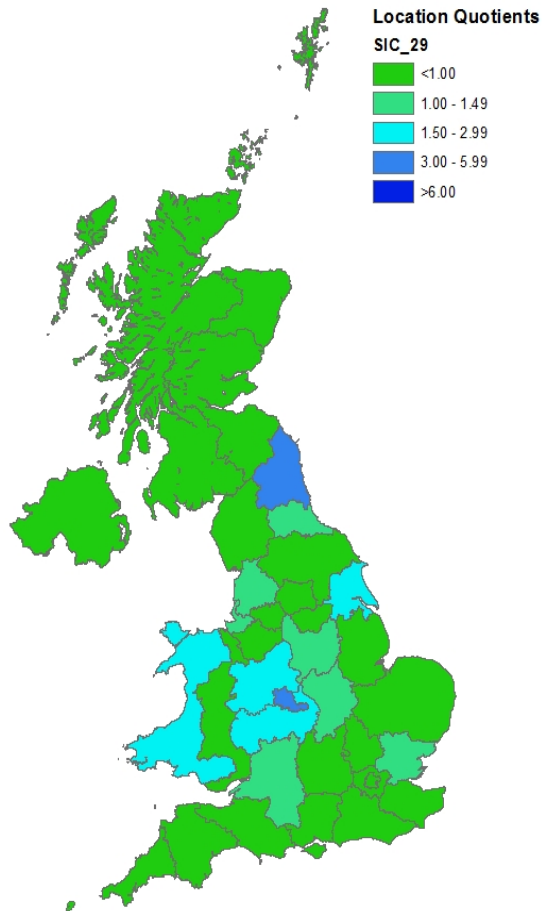 Location Quotients
SIC_29
<1.00
1.00 - 1.49
1.50 - 2.99
3.00 - 5.99
>6.00